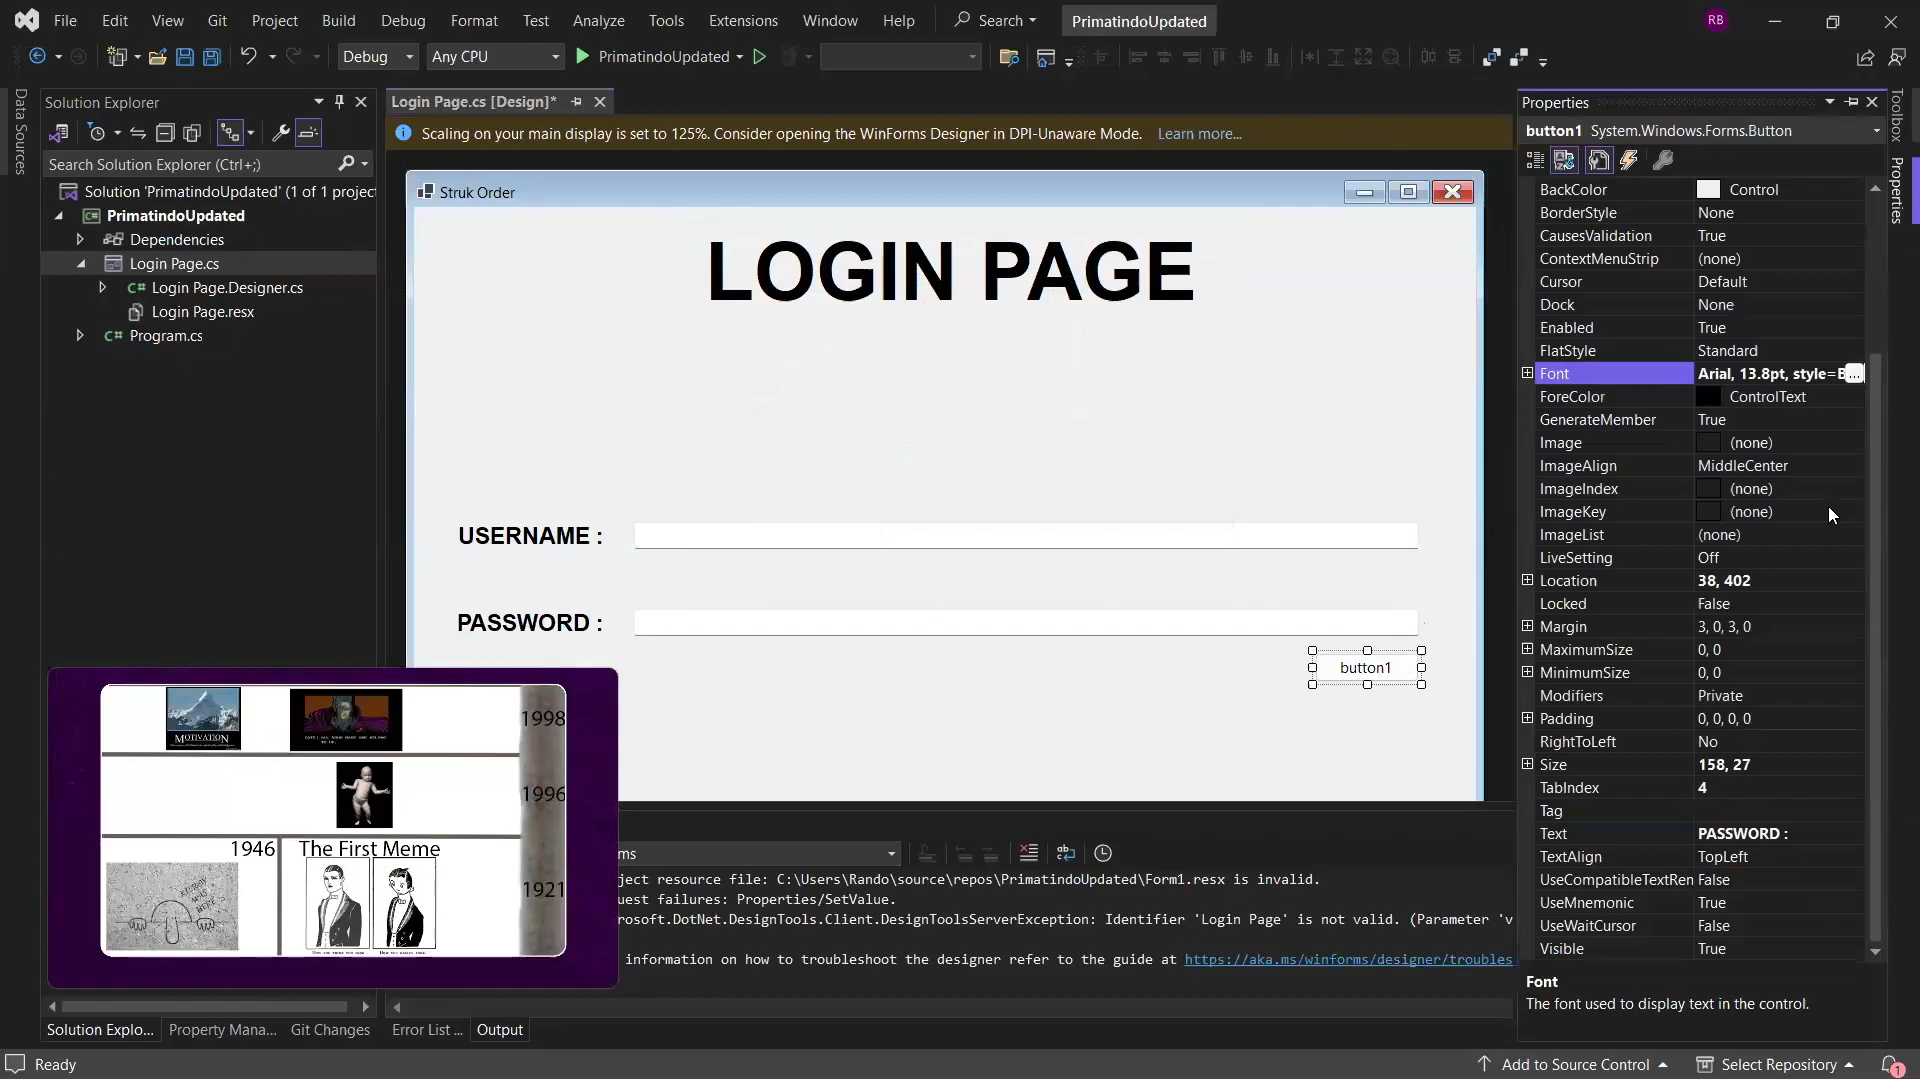 File Edit View Git Project Build Debug Format Test Analyze Tools Extensions Window Help Search PrimatindoUpdated RB
Debug Any CPU PrimatindoUpdated
Data Sources
Solution Explorer
Search Solution Explorer (Ctrl+;)
Solution 'PrimatindoUpdated' (1 of 1 project
PrimatindoUpdated
Dependencies
Login Page.cs
Login Page.Designer.cs
Login Page.resx
Program.cs
Login Page.cs [Design]*
Scaling on your main display is set to 125%. Consider opening the WinForms Designer in DPI-Unaware Mode. Learn more...
Struk Order
LOGIN PAGE
USERNAME :
PASSWORD :
button1
MOTIVATION
1998
1996
1946
The First Meme
1921
ms
ject resource file: C:\Users\Rando\source\repos\PrimatindoUpdated\Form1.resx is invalid.
uest failures: Properties/SetValue.
rosoft.DotNet.DesignTools.Client.DesignToolsServerException: Identifier 'Login Page' is not valid. (Parameter 'v
information on how to troubleshoot the designer refer to the guide at https://aka.ms/winforms/designer/troubles
Properties
button1 System.Windows.Forms.Button
BackColor Control
BorderStyle None
CausesValidation True
ContextMenuStrip (none)
Cursor Default
Dock None
Enabled True
FlatStyle Standard
Font Arial, 13.8pt, style=B ...
ForeColor ControlText
GenerateMember True
Image (none)
ImageAlign MiddleCenter
ImageIndex (none)
ImageKey (none)
ImageList (none)
LiveSetting Off
Location 38, 402
Locked False
Margin 3, 0, 3, 0
MaximumSize 0, 0
MinimumSize 0, 0
Modifiers Private
Padding 0, 0, 0, 0
RightToLeft No
Size 158, 27
TabIndex 4
Tag
Text PASSWORD :
TextAlign TopLeft
UseCompatibleTextRen False
UseMnemonic True
UseWaitCursor False
Visible True
Font
The font used to display text in the control.
Toolbox
Properties
Solution Explo... Property Mana... Git Changes Error List ... Output
Ready Add to Source Control Select Repository 1